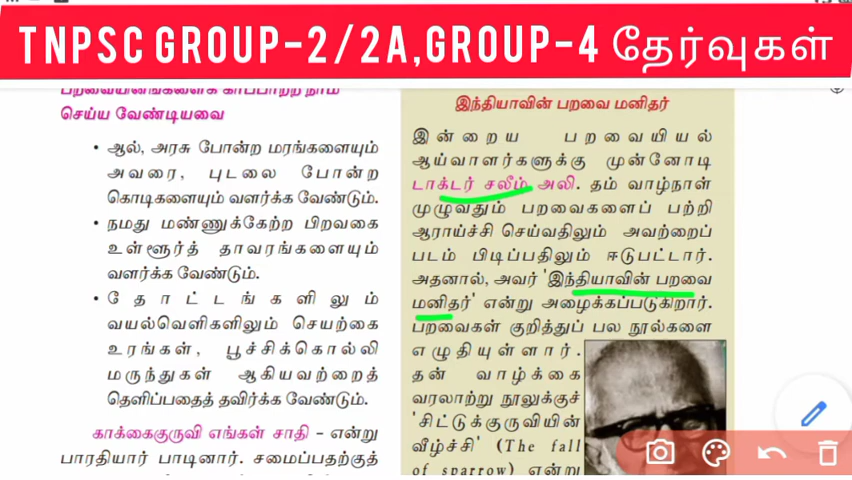 TNPSC GROUP-2/2A,GROUP-4 தேர்வுகள்
பறவையினங்களைக் காப்பாற்ற நாம்
செய்ய வேண்டியவை
• ஆல், அரசு போன்ற மரங்களையும்
அவரை, புடலை போன்ற
கொடிகளையும் வளர்க்க வேண்டும்.
• நமது மண்ணுக்கேற்ற பிறவகை
உள்ளூர்த் தாவரங்களையும்
வளர்க்க வேண்டும்.
• தோட்டங்களிலும்
வயல்வெளிகளிலும் செயற்கை
உரங்கள், பூச்சிக்கொல்லி
மருந்துகள் ஆகியவற்றைத்
தெளிப்பதைத் தவிர்க்க வேண்டும்.
காக்கைகுருவி எங்கள் சாதி – என்று
பாரதியார் பாடினார். சமைப்பதற்குத்
இந்தியாவின் பறவை மனிதர்
இன்றைய பறவையியல்
ஆய்வாளர்களுக்கு முன்னோடி
டாக்டர் சலீம் அலி. தம் வாழ்நாள்
முழுவதும் பறவைகளைப் பற்றி
ஆராய்ச்சி செய்வதிலும் அவற்றைப்
படம் பிடிப்பதிலும் ஈடுபட்டார்.
அதனால், அவர் 'இந்தியாவின் பறவை
மனிதர்' என்று அழைக்கப்படுகிறார்.
பறவைகள் குறித்துப் பல நூல்களை
எழுதியுள்ளார்.
தன் வாழ்க்கை
வரலாற்று நூலுக்குச்
'சிட்டுக்குருவியின்
வீழ்ச்சி' (The fall
of sparrow) என்று